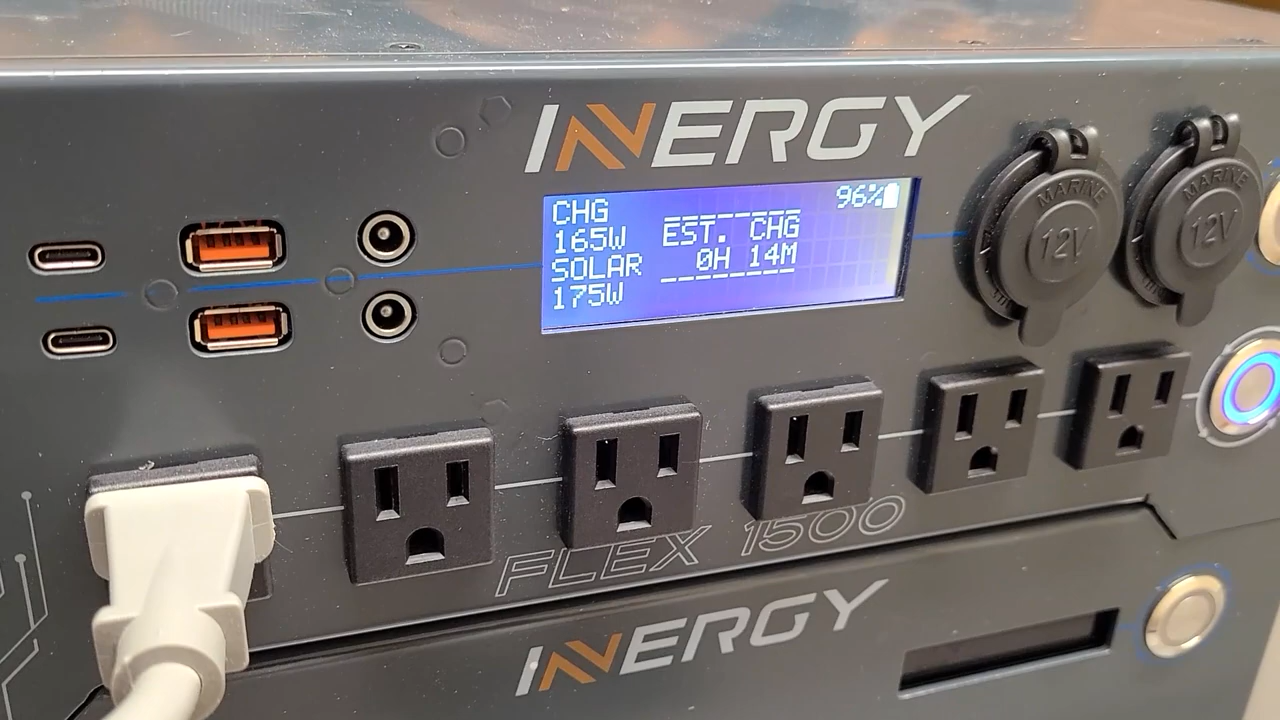 INERGY
CHG
165W
SOLAR
175W
EST. CHG
0H 14M
96%
MARINE
12V
MARINE
12V
FLEX 1500
INERGY